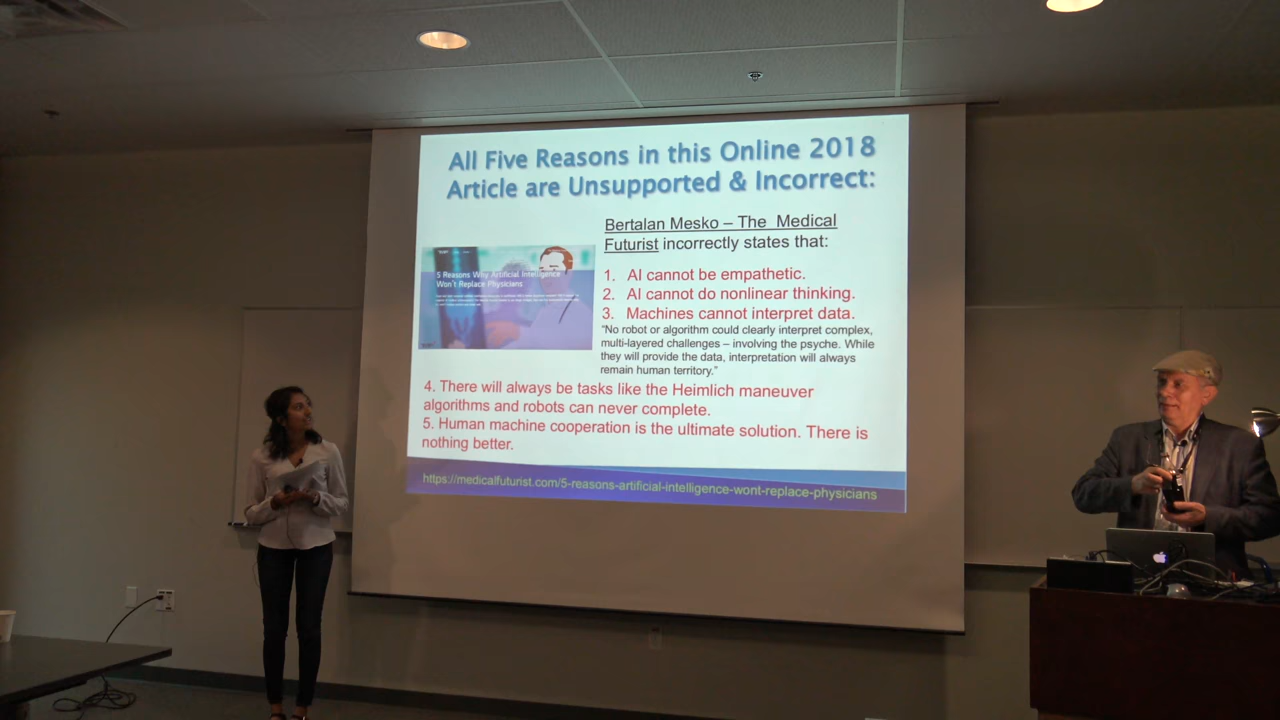 All Five Reasons in this Online 2018
Article are Unsupported & Incorrect:
Bertalan Mesko – The Medical
Futurist incorrectly states that:
5 Reasons Why Artificial Intelligence
Won't Replace Physicians
1. AI cannot be empathetic.
2. AI cannot do nonlinear thinking.
3. Machines cannot interpret data.
"No robot or algorithm could clearly interpret complex,
multi-layered challenges – involving the psyche. While
they will provide the data, interpretation will always
remain human territory."
4. There will always be tasks like the Heimlich maneuver
algorithms and robots can never complete.
5. Human machine cooperation is the ultimate solution. There is
nothing better.
https://medicalfuturist.com/5-reasons-artificial-intelligence-wont-replace-physicians